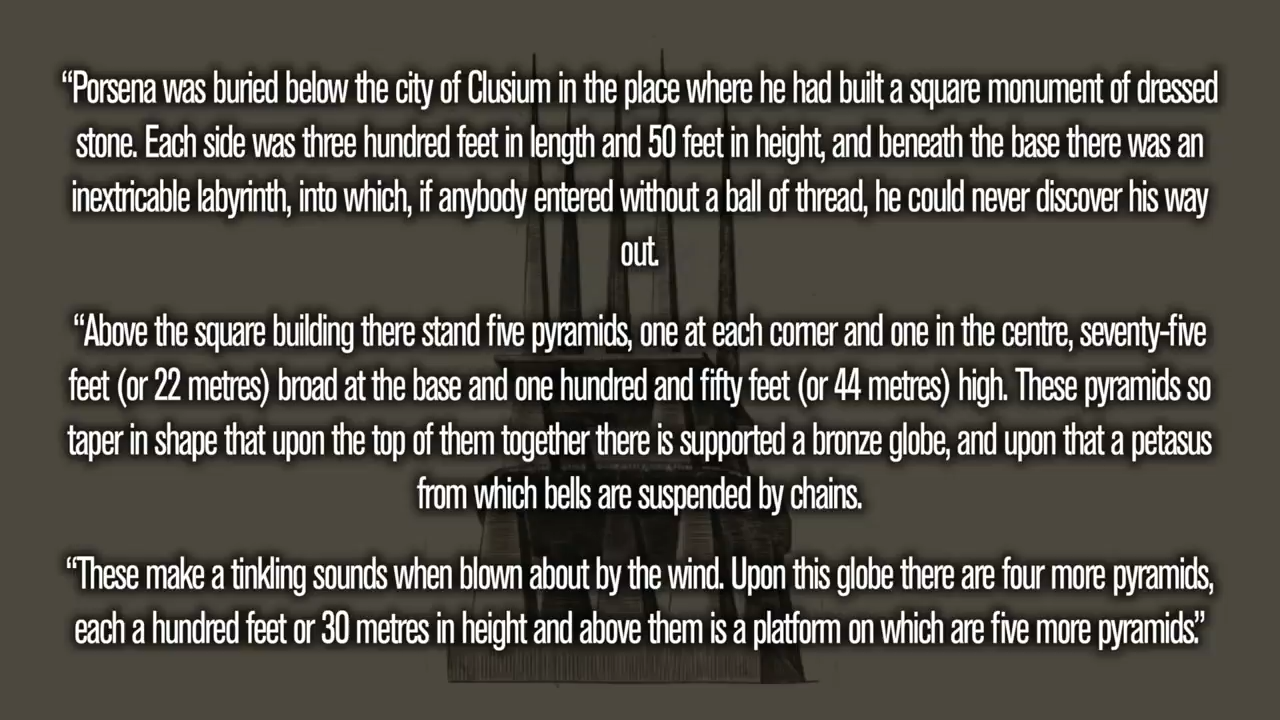 “Porsena was buried below the city of Clusium in the place where he had built a square monument of dressed
stone. Each side was three hundred feet in length and 50 feet in height, and beneath the base there was an
inextricable labyrinth, into which, if anybody entered without a ball of thread, he could never discover his way
out.
“Above the square building there stand five pyramids, one at each corner and one in the centre, seventy-five
feet (or 22 metres) broad at the base and one hundred and fifty feet (or 44 metres) high. These pyramids so
taper in shape that upon the top of them together there is supported a bronze globe, and upon that a petasus
from which bells are suspended by chains.
“These make a tinkling sounds when blown about by the wind. Upon this globe there are four more pyramids,
each a hundred feet or 30 metres in height and above them is a platform on which are five more pyramids.”